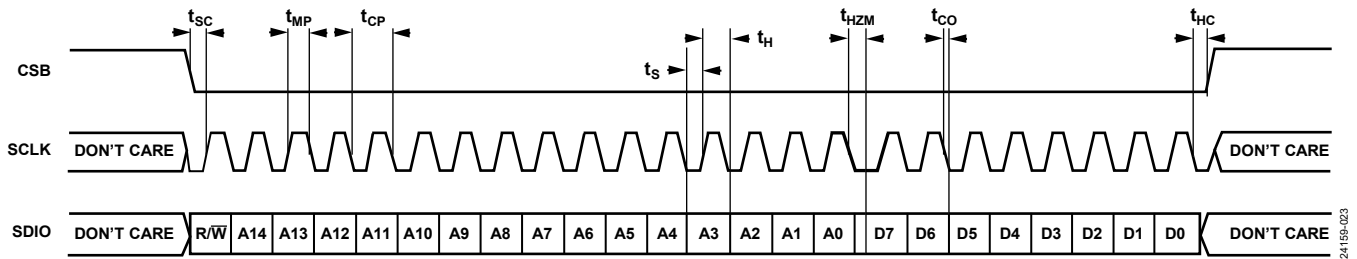 tSC tMP tCP tHZM tCO tHC
tS tH
CSB
SCLK DON'T CARE DON'T CARE
SDIO DON'T CARE R/W̅ A14 A13 A12 A11 A10 A9 A8 A7 A6 A5 A4 A3 A2 A1 A0 D7 D6 D5 D4 D3 D2 D1 D0 DON'T CARE
24159-023